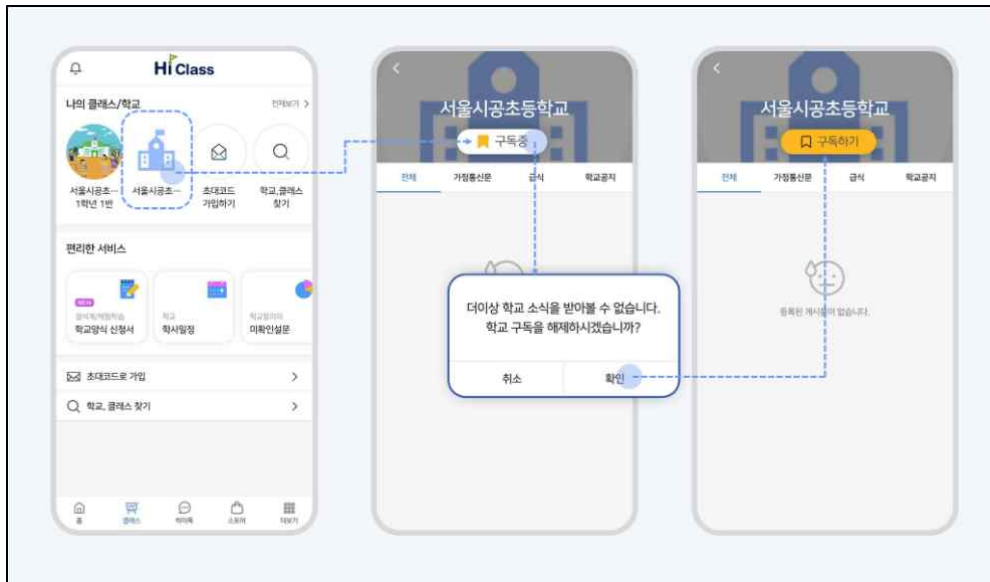 Hi Class
나의 클래스/학교
전체보기 >
서울시공초…
1학년 1반
서울시공초…
초대코드
가입하기
학교,클래스
찾기
편리한 서비스
NEW
학교양식 신청서
학교
학사일정
미확인설문
초대코드로 가입
학교, 클래스 찾기
홈
클래스
하이톡
스토어
더보기
서울시공초등학교
구독중
전체
가정통신문
급식
학교공지
더이상 학교 소식을 받아볼 수 없습니다.
학교 구독을 해제하시겠습니까?
취소
확인
서울시공초등학교
구독하기
전체
가정통신문
급식
학교공지
등록된 게시물이 없습니다.